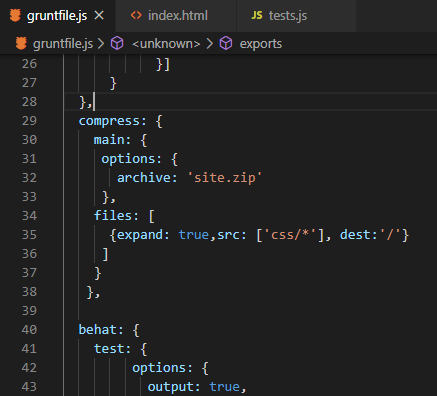 gruntfile.js × <> index.html JS tests.js
gruntfile.js > <unknown> > exports
26 }]
27 }
28 },
29 compress: {
30 main: {
31 options: {
32 archive: 'site.zip'
33 },
34 files: [
35 {expand: true,src: ['css/*'], dest:'/'}
36 ]
37 }
38 },
39
40 behat: {
41 test: {
42 options: {
43 output: true,